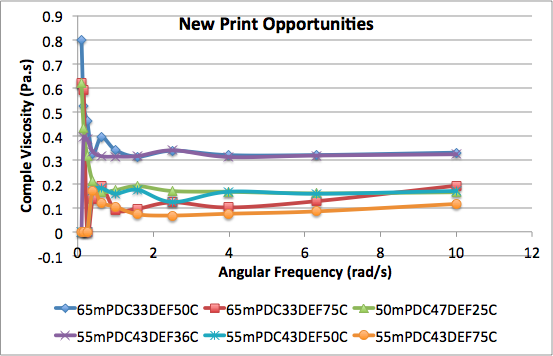 New Print Opportunities
Comple Viscosity (Pa.s)
0.9
0.8
0.7
0.6
0.5
0.4
0.3
0.2
0.1
0
-0.1
0 2 4 6 8 10 12
Angular Frequency (rad/s)
65mPDC33DEF50C 65mPDC33DEF75C 50mPDC47DEF25C
55mPDC43DEF36C 55mPDC43DEF50C 55mPDC43DEF75C